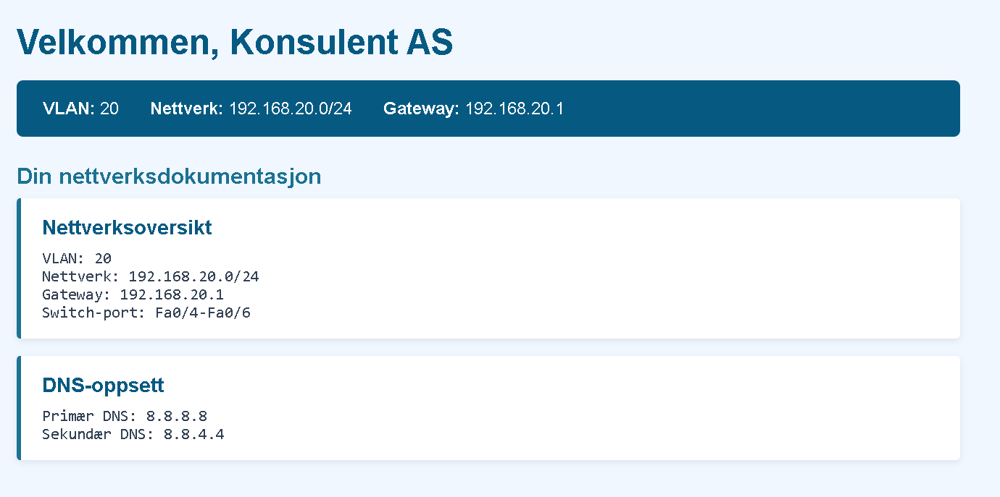 Velkommen, Konsulent AS
VLAN: 20 Nettverk: 192.168.20.0/24 Gateway: 192.168.20.1
Din nettverksdokumentasjon
Nettverksoversikt
VLAN: 20
Nettverk: 192.168.20.0/24
Gateway: 192.168.20.1
Switch-port: Fa0/4-Fa0/6
DNS-oppsett
Primær DNS: 8.8.8.8
Sekundær DNS: 8.8.4.4